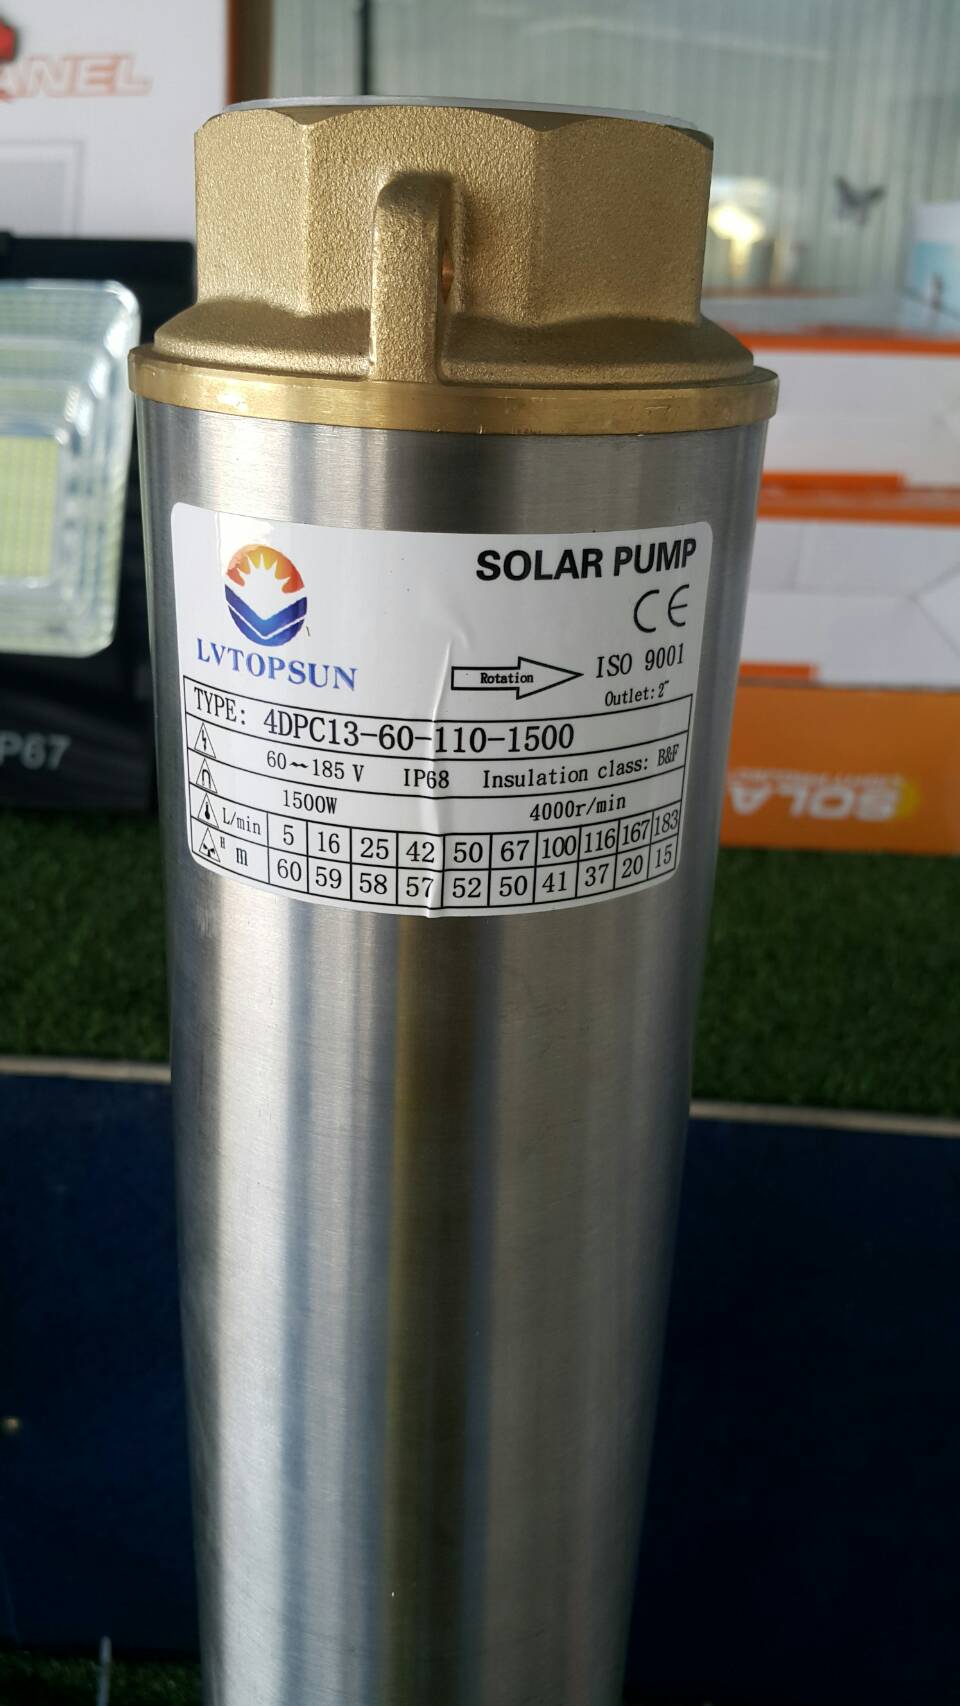 ANEL
P67
SOLAR PUMP
CE
LVTOPSUN
Rotation
ISO 9001
Outlet: 2"
TYPE: 4DPC13-60-110-1500
60~185 V IP68 Insulation class: B&F
1500W 4000r/min
L/min 5 16 25 42 50 67 100 116 167 183
H m 60 59 58 57 52 50 41 37 20 15
SOLA